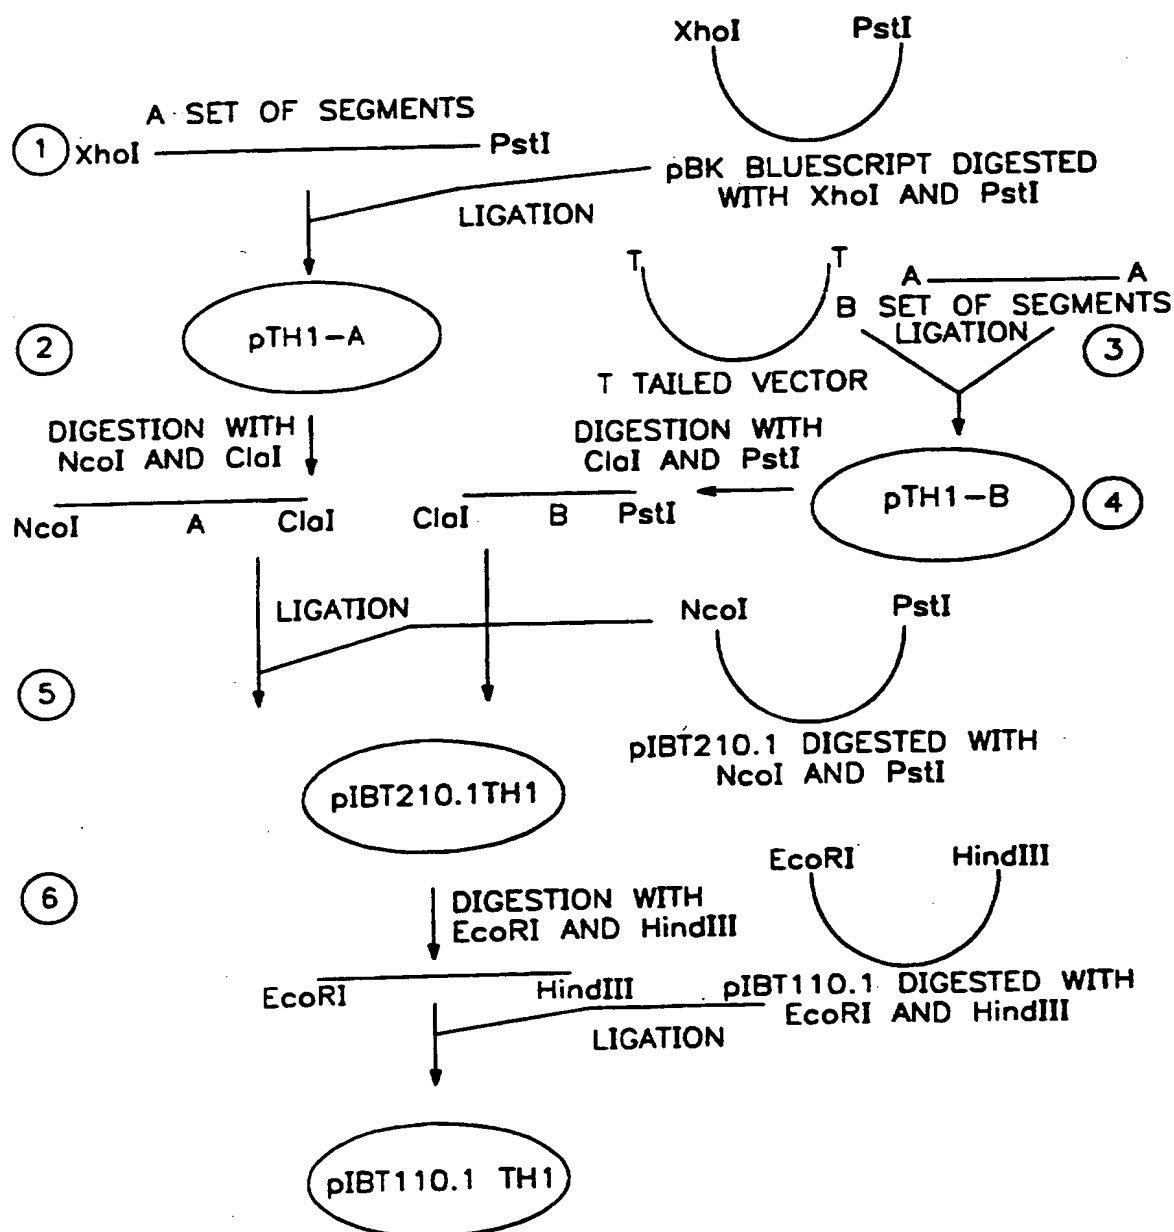 XhoI PstI
A SET OF SEGMENTS
1 XhoI PstI
pBK BLUESCRIPT DIGESTED
WITH XhoI AND PstI
LIGATION
T T
A A
B SET OF SEGMENTS
LIGATION
3
2
pTH1-A
T TAILED VECTOR
DIGESTION WITH
NcoI AND ClaI
DIGESTION WITH
ClaI AND PstI
pTH1-B
4
NcoI A ClaI
ClaI B PstI
LIGATION
NcoI PstI
5
pIBT210.1 DIGESTED WITH
NcoI AND PstI
pIBT210.1TH1
6
DIGESTION WITH
EcoRI AND HindIII
EcoRI HindIII
EcoRI HindIII
pIBT110.1 DIGESTED WITH
EcoRI AND HindIII
LIGATION
pIBT110.1 TH1